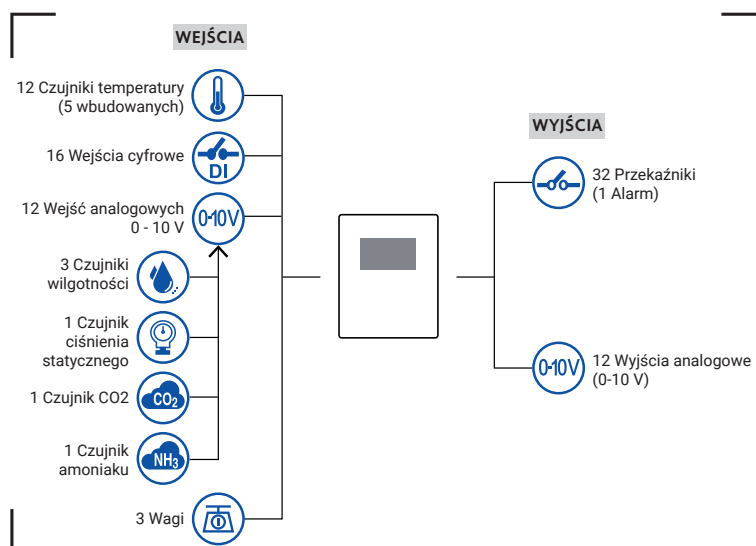 WEJŚCIA
12 Czujniki temperatury
(5 wbudowanych)
16 Wejścia cyfrowe
DI
12 Wejść analogowych
0 - 10 V
0-10V
3 Czujniki
wilgotności
1 Czujnik
ciśnienia
statycznego
1 Czujnik CO2
CO₂
1 Czujnik
amoniaku
NH₃
3 Wagi
WYJŚCIA
32 Przekaźniki
(1 Alarm)
0-10V
12 Wyjścia analogowe
(0-10 V)